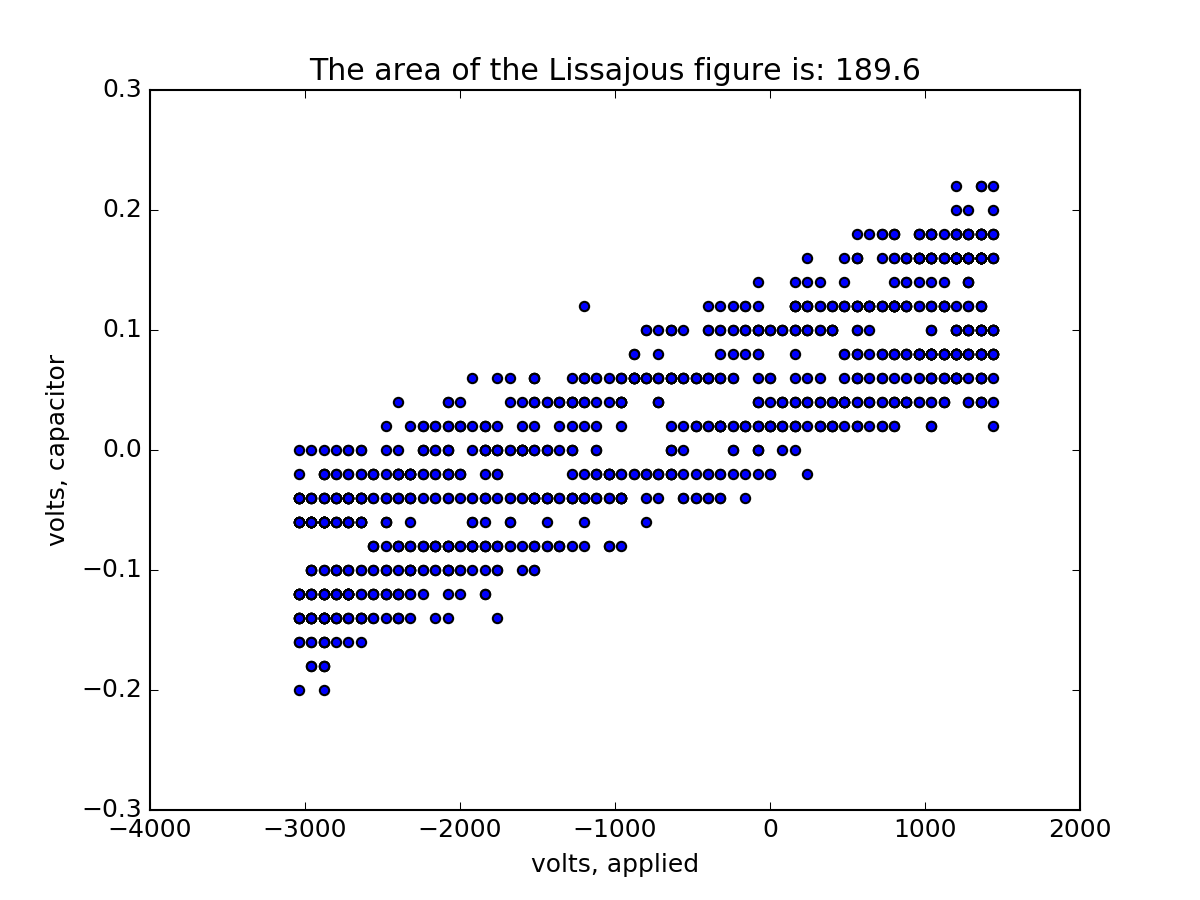 The area of the Lissajous figure is: 189.6
0.3
0.2
0.1
0.0
−0.1
−0.2
−0.3
volts, capacitor
−4000 −3000 −2000 −1000 0 1000 2000
volts, applied